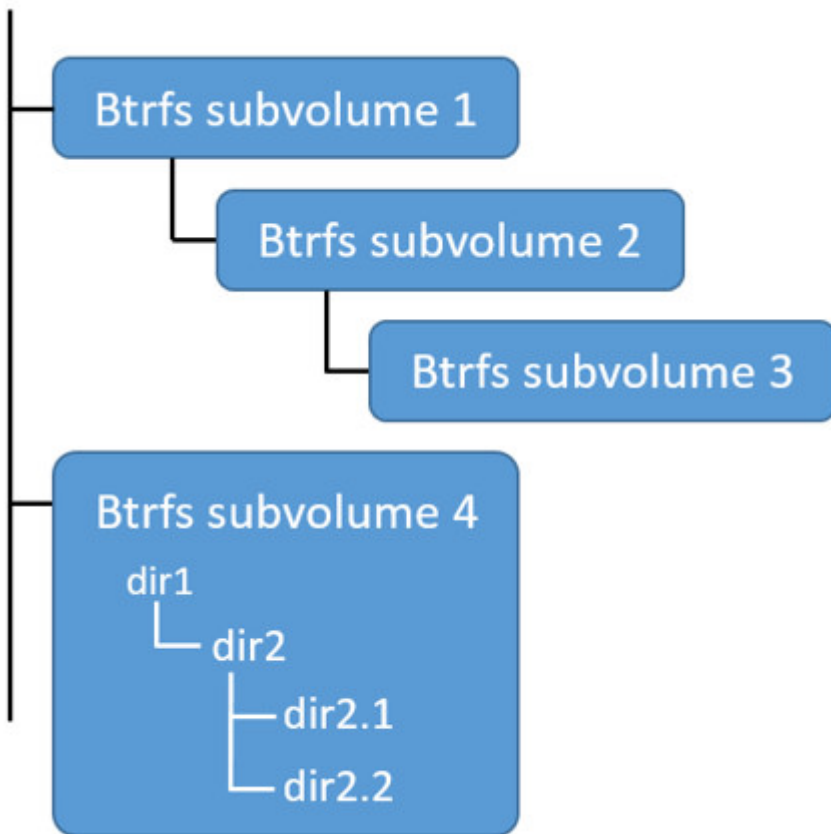 Btrfs subvolume 1
Btrfs subvolume 2
Btrfs subvolume 3
Btrfs subvolume 4
dir1
dir2
dir2.1
dir2.2